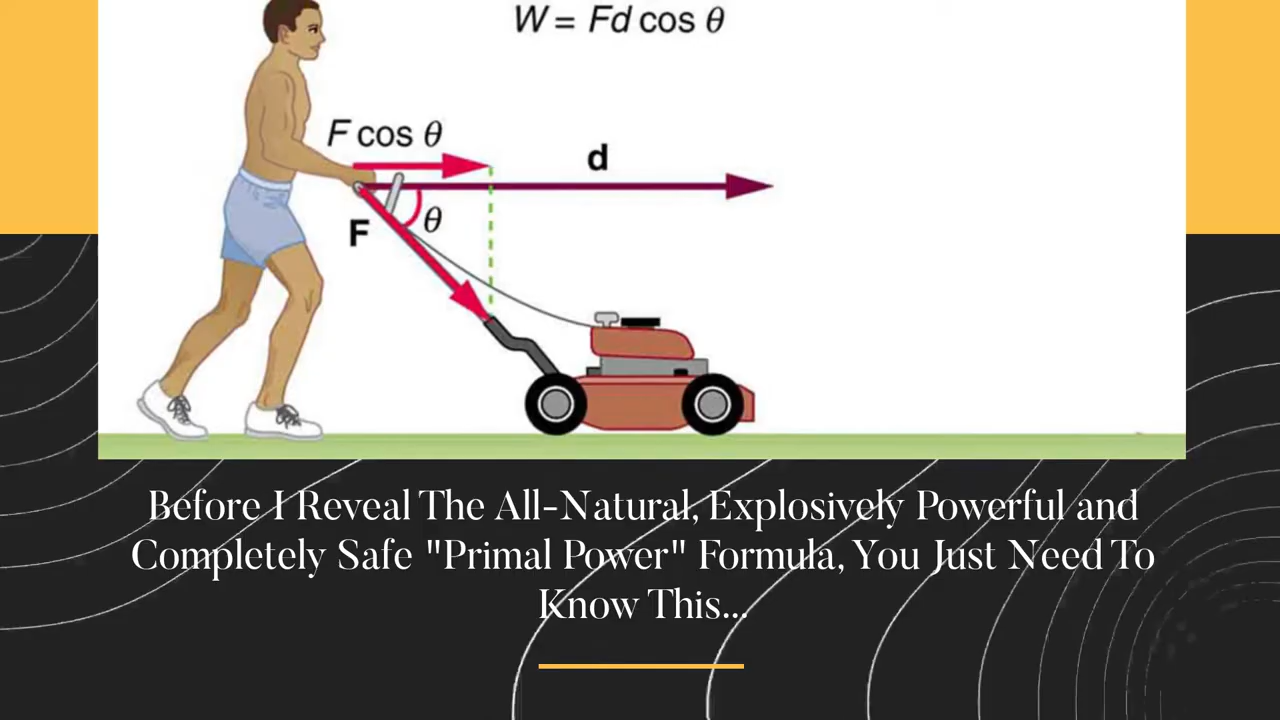 W = Fd cos θ
F cos θ
d
θ
F
Before I Reveal The All-Natural, Explosively Powerful and
Completely Safe "Primal Power" Formula, You Just Need To
Know This...